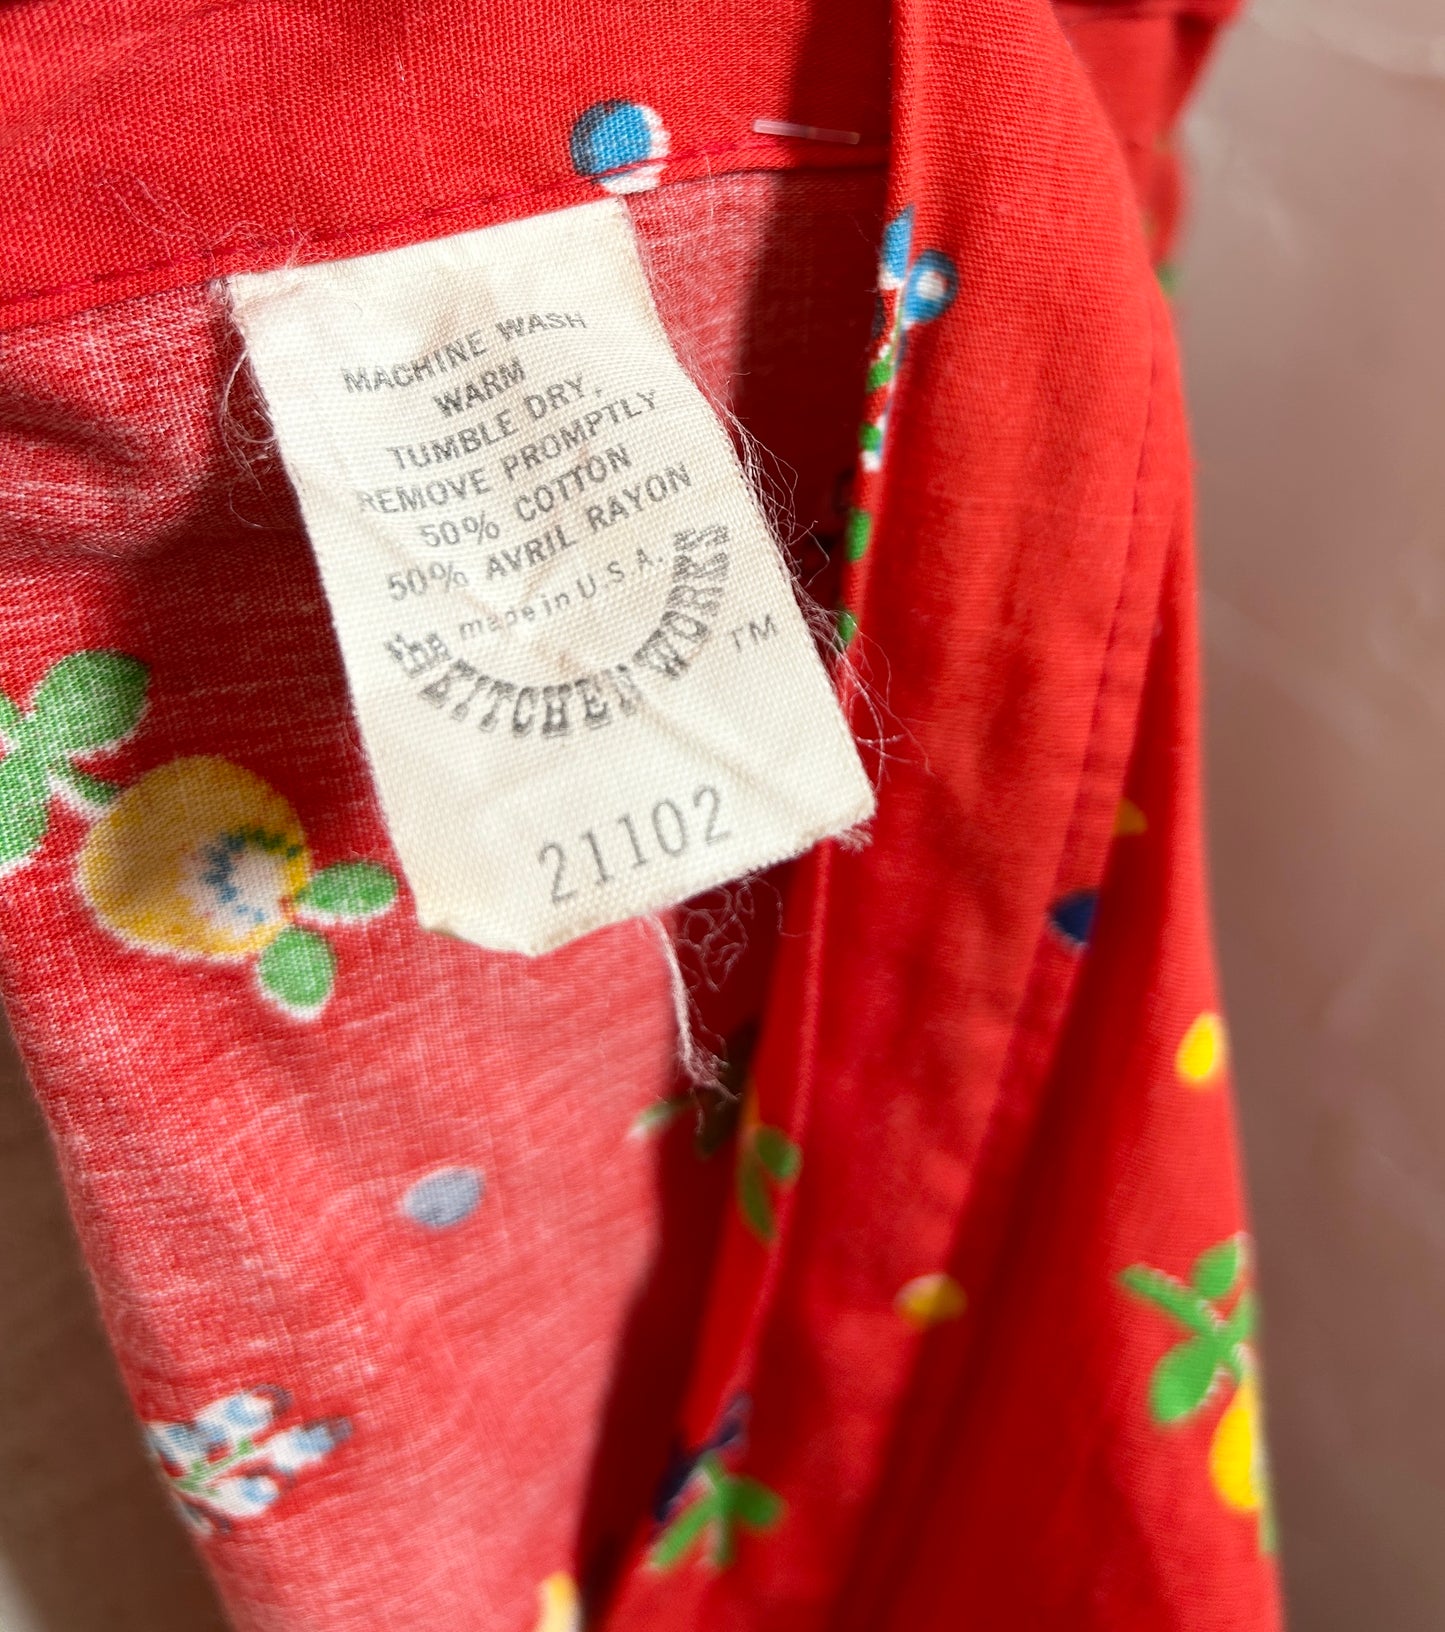 MACHINE WASH
WARM
TUMBLE DRY,
REMOVE PROMPTLY
50% COTTON
50% AVRIL RAYON
made in U.S.A.
the KITCHEN WORKS TM
21102